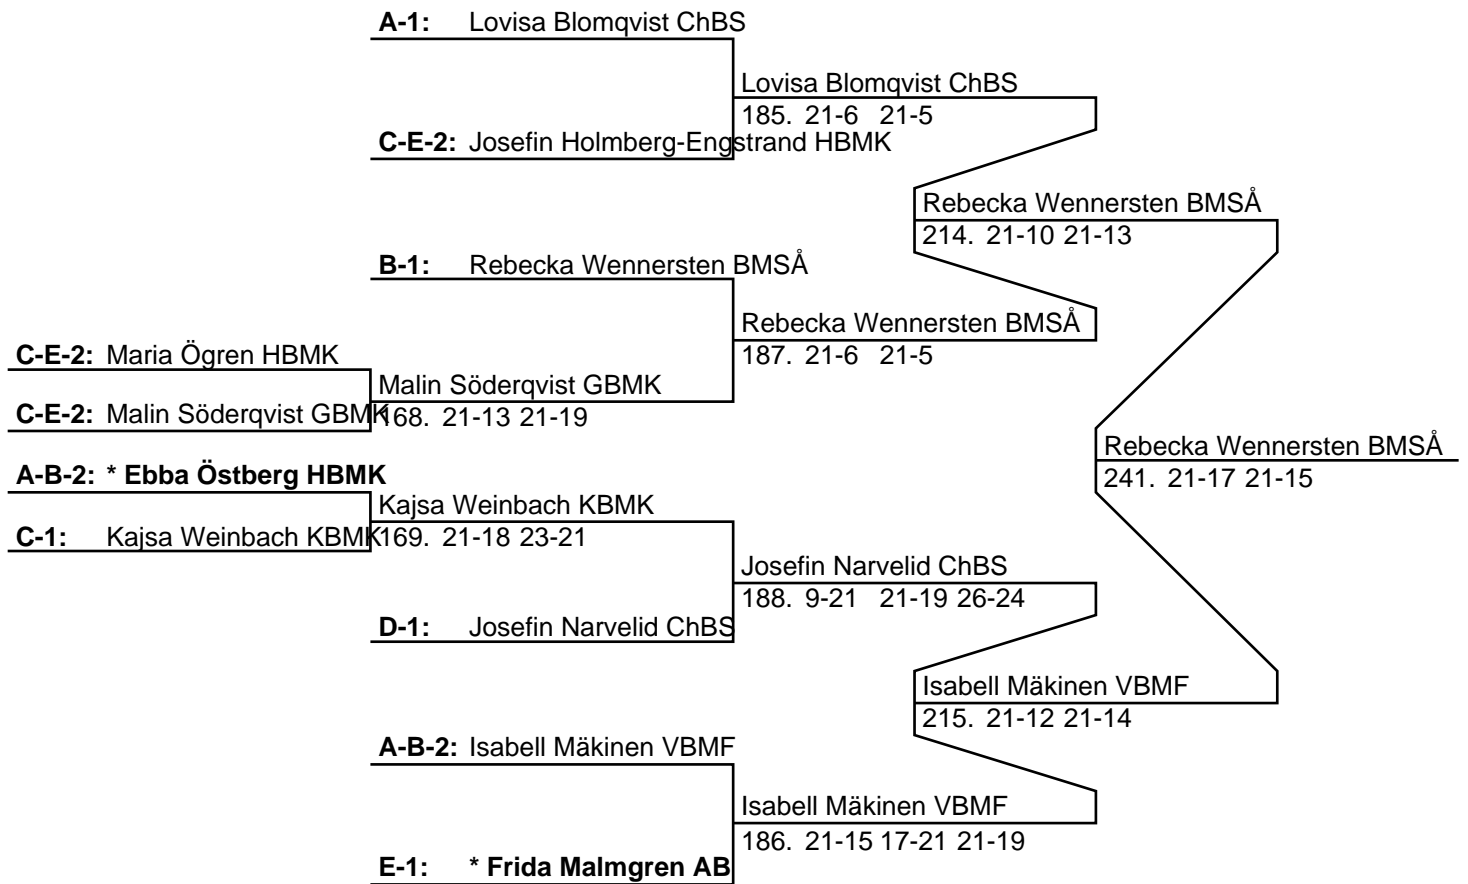 A-1: Lovisa Blomqvist ChBS
Lovisa Blomqvist ChBS
185. 21-6 21-5
C-E-2: Josefin Holmberg-Engstrand HBMK
Rebecka Wennersten BMSÅ
214. 21-10 21-13
B-1: Rebecka Wennersten BMSÅ
Rebecka Wennersten BMSÅ
187. 21-6 21-5
C-E-2: Maria Ögren HBMK
Malin Söderqvist GBMK
C-E-2: Malin Söderqvist GBMK
168. 21-13 21-19
Rebecka Wennersten BMSÅ
241. 21-17 21-15
A-B-2: * Ebba Östberg HBMK
Kajsa Weinbach KBMK
C-1: Kajsa Weinbach KBMK
169. 21-18 23-21
Josefin Narvelid ChBS
188. 9-21 21-19 26-24
D-1: Josefin Narvelid ChBS
Isabell Mäkinen VBMF
215. 21-12 21-14
A-B-2: Isabell Mäkinen VBMF
Isabell Mäkinen VBMF
186. 21-15 17-21 21-19
E-1: * Frida Malmgren AB